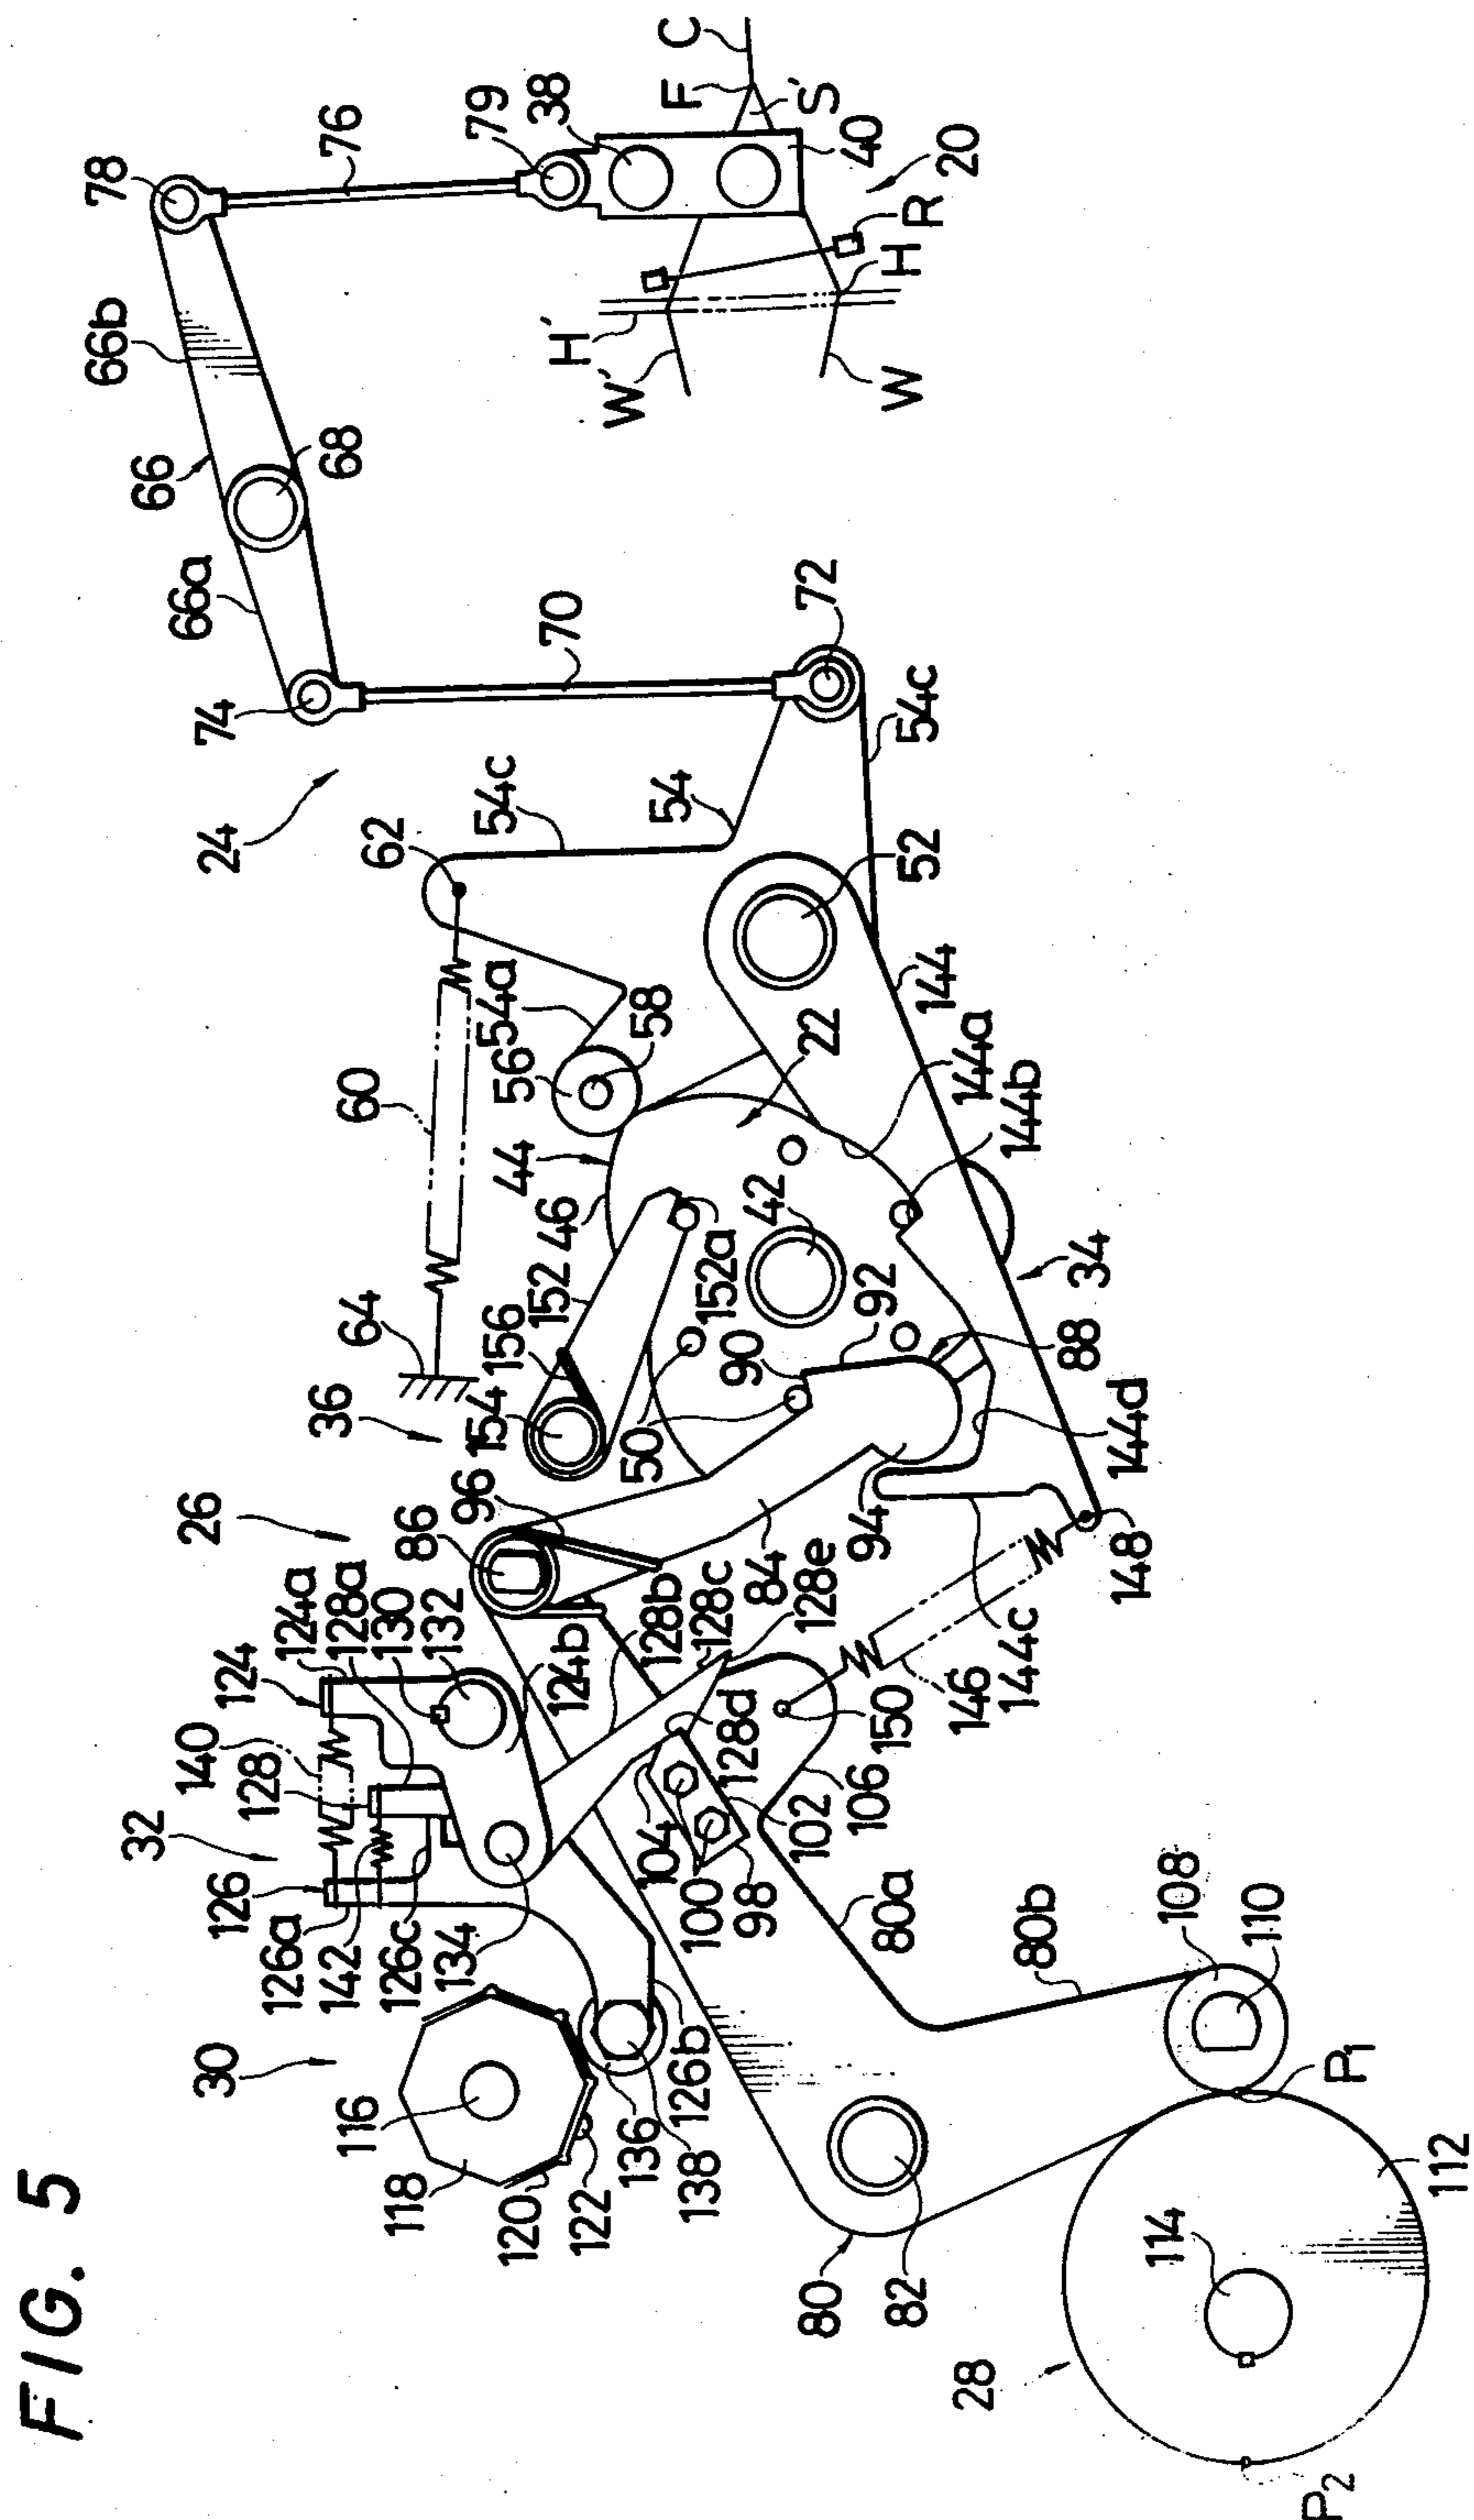 FIG. 5
78
76
79
38
F
C
S'
40
20
R
H
H'
W'
W
66b
66
68
66a
74
70
72
24
62
54c
54
54c
52
54a
56
58
60
22
144
144a
144b
44
46
42
34
64
36
156
152
154
152a
90
92
50
88
144d
26
86
96
94
84
148
124a
128a
130
132
124
124b
128b
128c
128e
146
144c
140
128
32
128d
150
126
126a
142
126c
134
104
100
98
102
106
80a
80b
108
110
30
116
118
120
122
136
126b
138
P1
112
114
80
82
28
P2